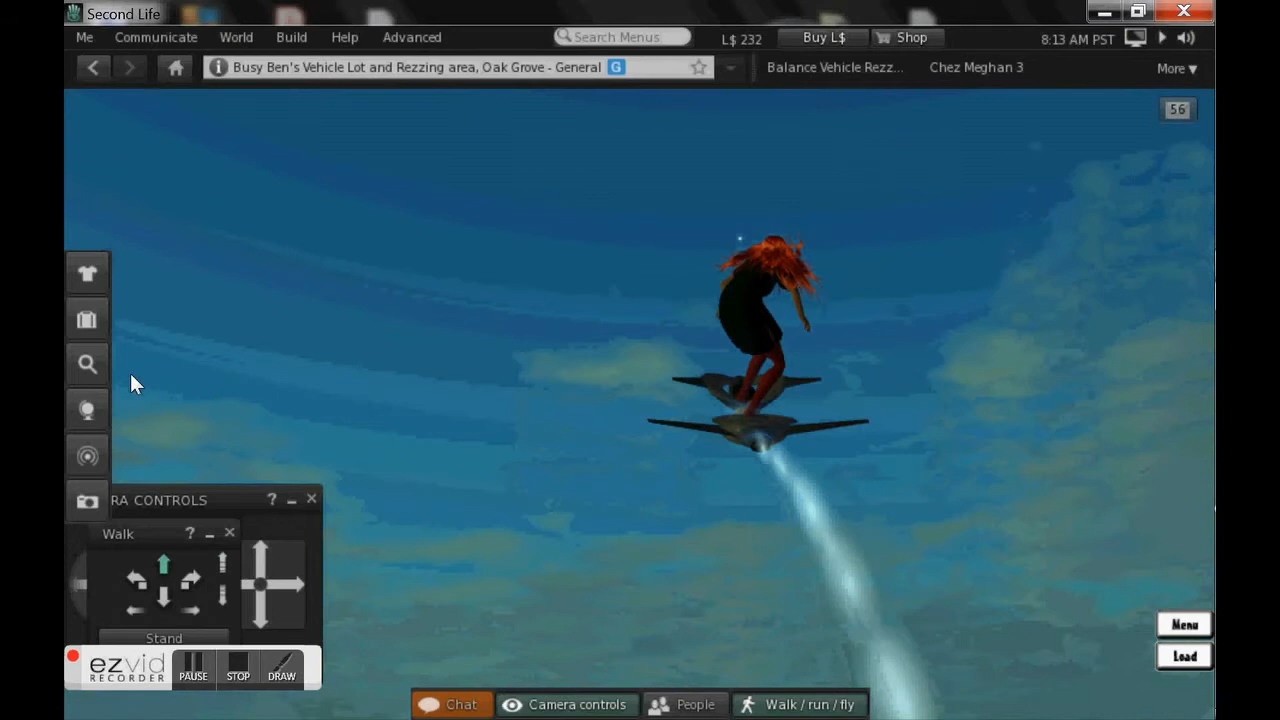 Second Life
Me Communicate World Build Help Advanced Search Menus L$ 232 Buy L$ Shop 8:13 AM PST
Busy Ben's Vehicle Lot and Rezzing area, Oak Grove - General G Balance Vehicle Rezz... Chez Meghan 3 More
56
RA CONTROLS ?
Walk ?
Stand
Menu
Load
ezvid
RECORDER
PAUSE STOP DRAW
Chat Camera controls People Walk / run / fly